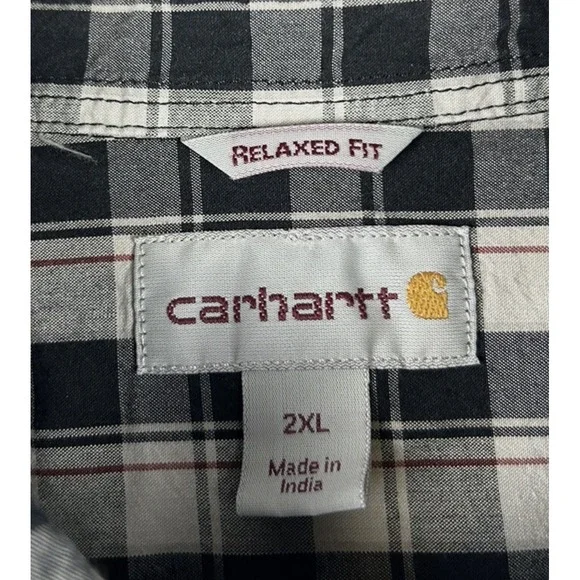 RELAXED FIT
carhartt
2XL
Made in
India